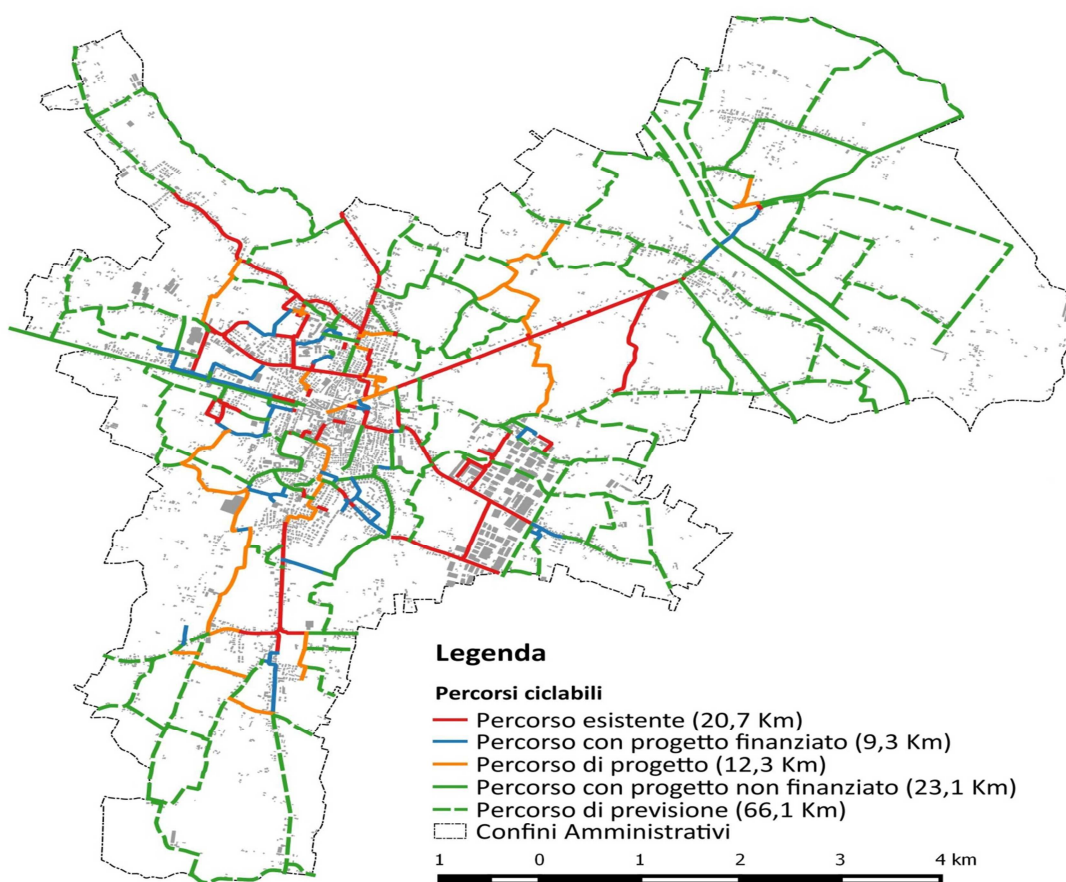 Legenda
Percorsi ciclabili
Percorso esistente (20,7 Km)
Percorso con progetto finanziato (9,3 Km)
Percorso di progetto (12,3 Km)
Percorso con progetto non finanziato (23,1 Km)
Percorso di previsione (66,1 Km)
Confini Amministrativi
1 0 1 2 3 4 km